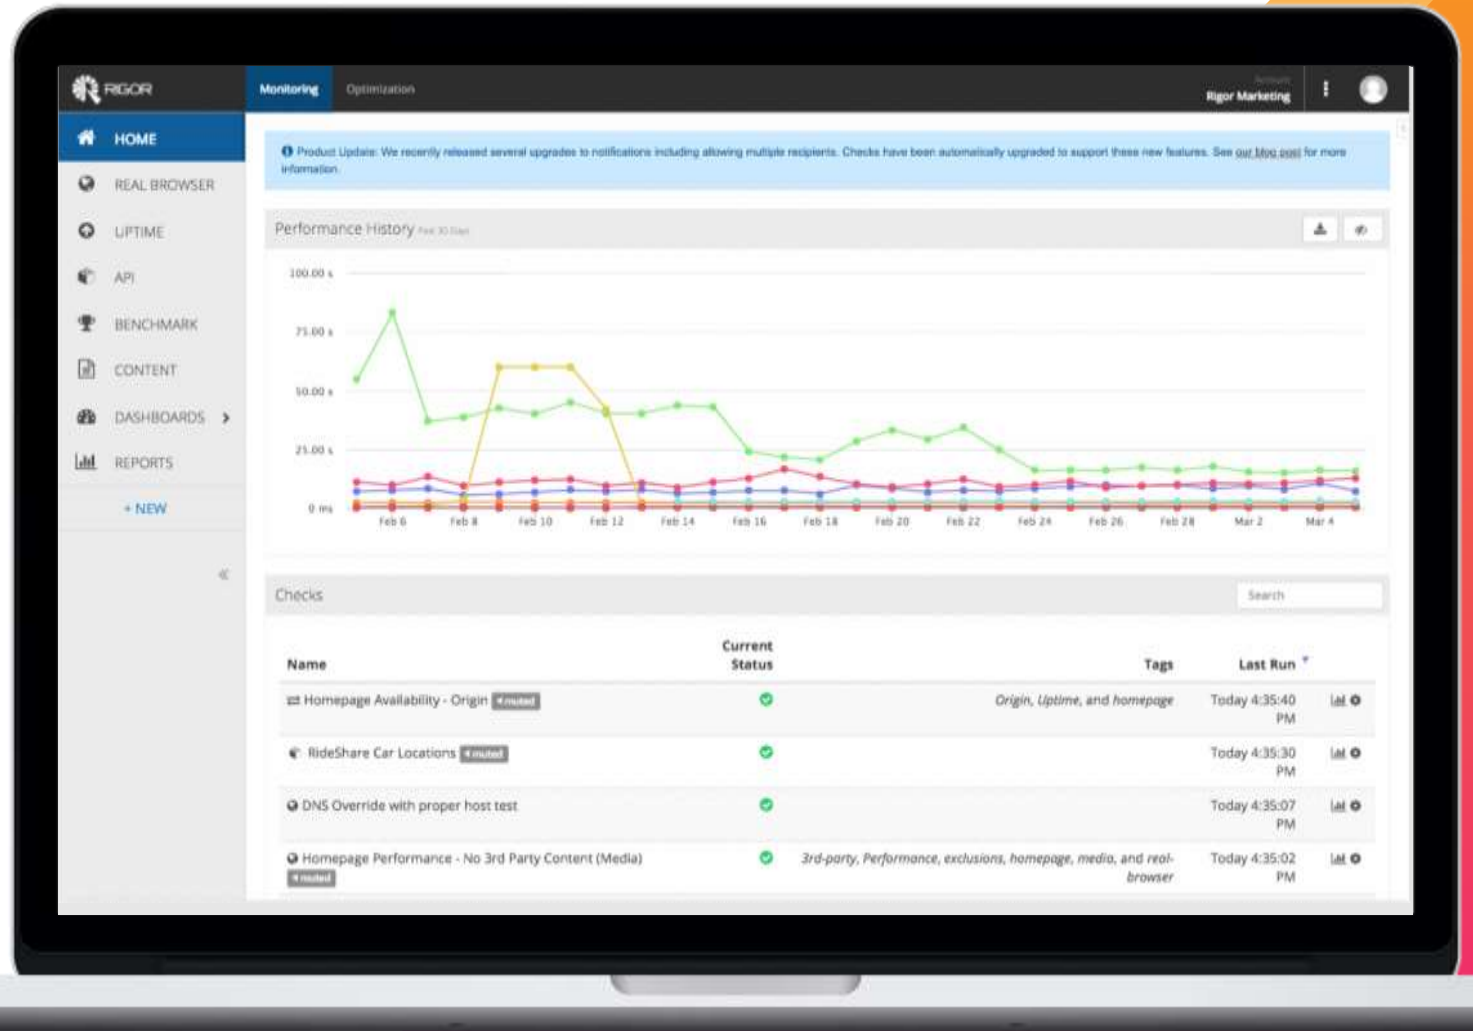 RIGOR
Monitoring
Optimization
Account
Rigor Marketing
HOME
REAL BROWSER
UPTIME
API
BENCHMARK
CONTENT
DASHBOARDS
REPORTS
+ NEW
Product Update: We recently released several upgrades to notifications including allowing multiple recipients. Checks have been automatically upgraded to support these new features. See our blog post for more
information.
Performance History Past 30 Days
100.00 s
75.00 s
50.00 s
25.00 s
0 ms
Feb 6 Feb 8 Feb 10 Feb 12 Feb 14 Feb 16 Feb 18 Feb 20 Feb 22 Feb 24 Feb 26 Feb 28 Mar 2 Mar 4
Checks
Search
Name
Current
Status
Tags
Last Run
Homepage Availability - Origin muted
Origin, Uptime, and homepage
Today 4:35:40
PM
RideShare Car Locations muted
Today 4:35:30
PM
DNS Override with proper host test
Today 4:35:07
PM
Homepage Performance - No 3rd Party Content (Media)
muted
3rd-party, Performance, exclusions, homepage, media, and real-
browser
Today 4:35:02
PM